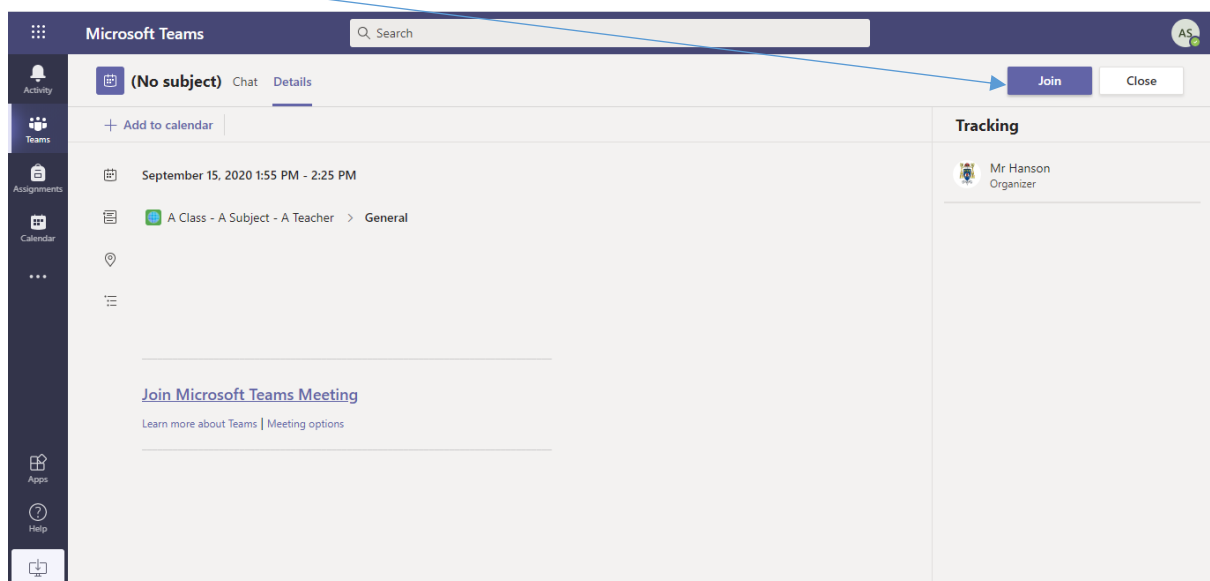 Microsoft Teams
Search
AS
Activity
Teams
Assignments
Calendar
Apps
Help
(No subject) Chat Details
Join Close
+ Add to calendar
September 15, 2020 1:55 PM - 2:25 PM
A Class - A Subject - A Teacher > General
Join Microsoft Teams Meeting
Learn more about Teams | Meeting options
Tracking
Mr Hanson
Organizer